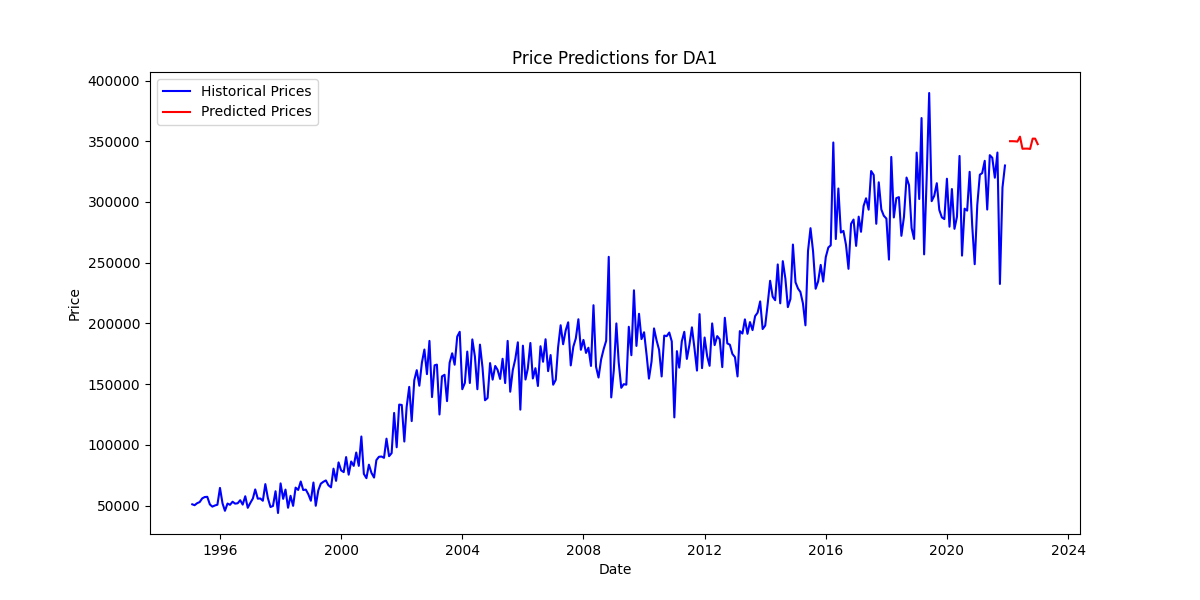 Price Predictions for DA1
Historical Prices
Predicted Prices
400000
350000
300000
250000
200000
150000
100000
50000
Price
1996 2000 2004 2008 2012 2016 2020 2024
Date